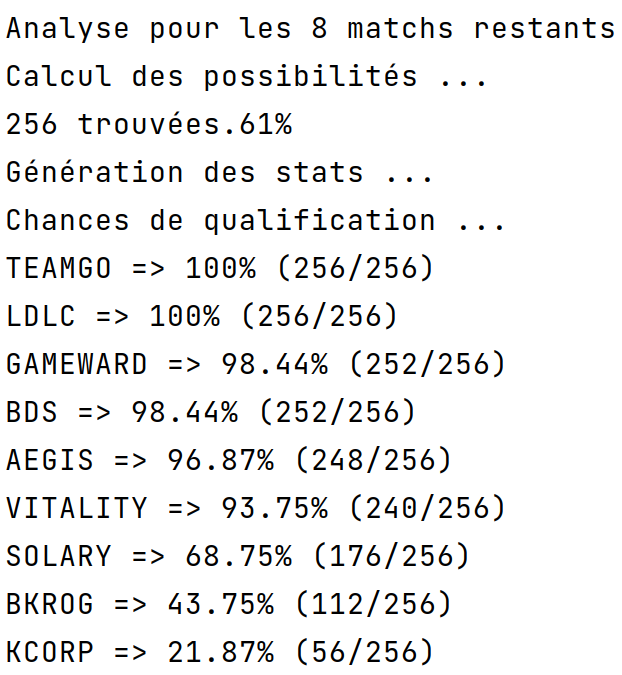 Analyse pour les 8 matchs restants
Calcul des possibilités ...
256 trouvées.61%
Génération des stats ...
Chances de qualification ...
TEAMGO => 100% (256/256)
LDLC => 100% (256/256)
GAMEWARD => 98.44% (252/256)
BDS => 98.44% (252/256)
AEGIS => 96.87% (248/256)
VITALITY => 93.75% (240/256)
SOLARY => 68.75% (176/256)
BKROG => 43.75% (112/256)
KCORP => 21.87% (56/256)